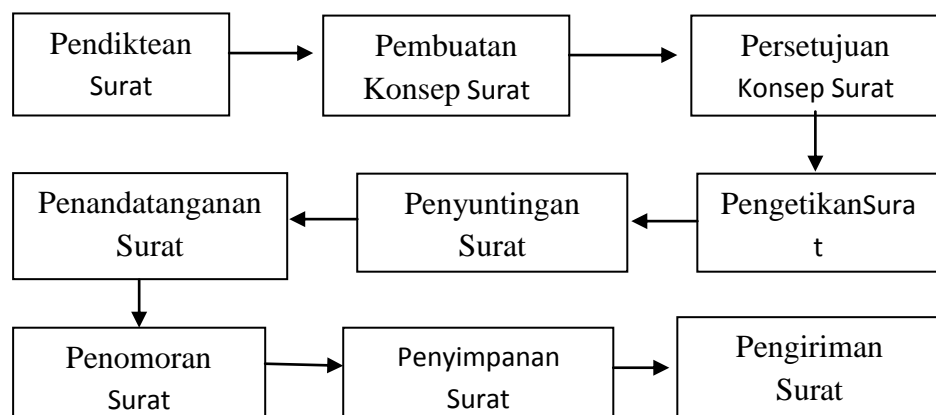 Pendiktean
Surat
Pembuatan
Konsep Surat
Persetujuan
Konsep Surat
PengetikanSura
t
Penyuntingan
Surat
Penandatanganan
Surat
Penomoran
Surat
Penyimpanan
Surat
Pengiriman
Surat